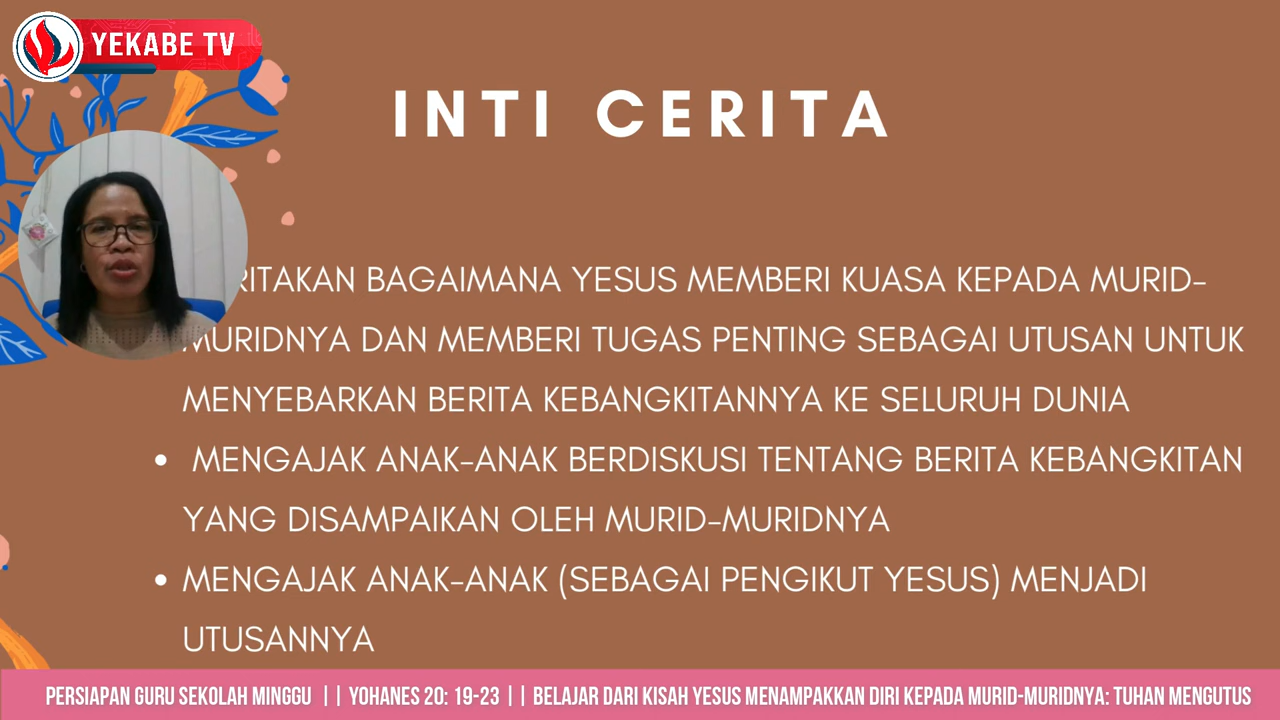 YEKABE TV
INTI CERITA
BAGAIMANA YESUS MEMBERI KUASA KEPADA MURID-
MURIDNYA DAN MEMBERI TUGAS PENTING SEBAGAI UTUSAN UNTUK
MENYEBARKAN BERITA KEBANGKITANNYA KE SELURUH DUNIA
• MENGAJAK ANAK-ANAK BERDISKUSI TENTANG BERITA KEBANGKITAN
YANG DISAMPAIKAN OLEH MURID-MURIDNYA
• MENGAJAK ANAK-ANAK (SEBAGAI PENGIKUT YESUS) MENJADI
UTUSANNYA
PERSIAPAN GURU SEKOLAH MINGGU || YOHANES 20: 19-23 || BELAJAR DARI KISAH YESUS MENAMPAKKAN DIRI KEPADA MURID-MURIDNYA: TUHAN MENGUTUS